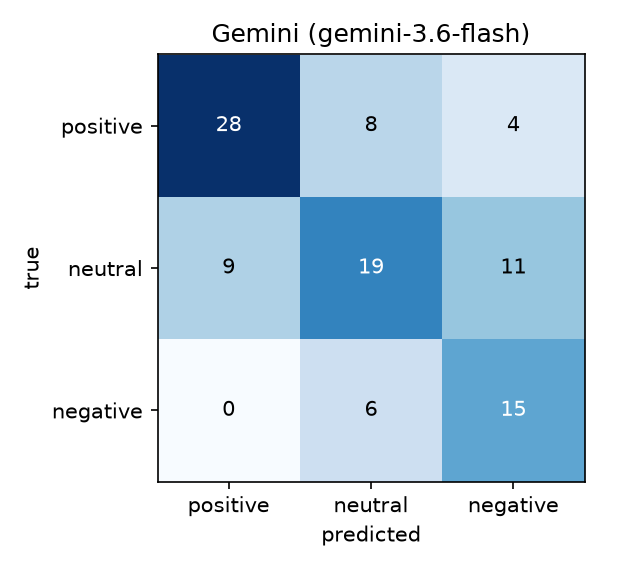 Gemini (gemini-3.6-flash)
positive 28 8 4
neutral 9 19 11
negative 0 6 15
true
positive neutral negative
predicted